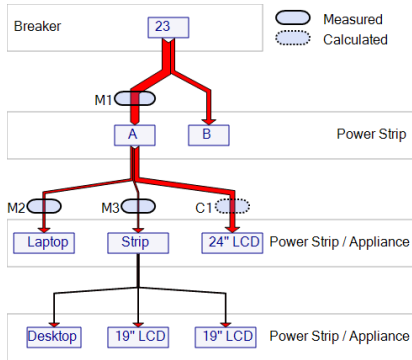 Breaker
23
Measured
Calculated
M1
A
B
Power Strip
M2
M3
C1
Laptop
Strip
24" LCD
Power Strip / Appliance
Desktop
19" LCD
19" LCD
Power Strip / Appliance